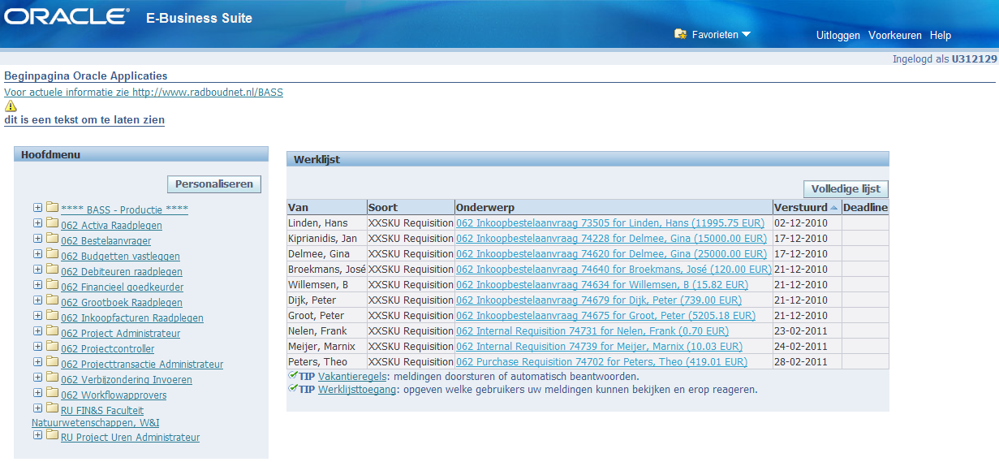 ORACLE® E-Business Suite
Favorieten Uitloggen Voorkeuren Help
Ingelogd als U312129
Beginpagina Oracle Applicaties
Voor actuele informatie zie http://www.radboudnet.nl/BASS
dit is een tekst om te laten zien
Hoofdmenu
Personaliseren
**** BASS - Productie ****
062 Activa Raadplegen
062 Bestelaanvrager
062 Budgetten vastleggen
062 Debiteuren raadplegen
062 Financieel goedkeurder
062 Grootboek Raadplegen
062 Inkoopfacturen Raadplegen
062 Project Administrateur
062 Projectcontroller
062 Projecttransactie Administrateur
062 Verbijzondering Invoeren
062 Workflowapprovers
RU FIN&S Faculteit
Natuurwetenschappen, W&I
RU Project Uren Administrateur
Werklijst
Volledige lijst
Van Soort Onderwerp Verstuurd Deadline
Linden, Hans XXSKU Requisition 062 Inkoopbestelaanvraag 73505 for Linden, Hans (11995.75 EUR) 02-12-2010
Kiprianidis, Jan XXSKU Requisition 062 Inkoopbestelaanvraag 74228 for Delmee, Gina (15000.00 EUR) 17-12-2010
Delmee, Gina XXSKU Requisition 062 Inkoopbestelaanvraag 74620 for Delmee, Gina (25000.00 EUR) 17-12-2010
Broekmans, José XXSKU Requisition 062 Inkoopbestelaanvraag 74640 for Broekmans, José (120.00 EUR) 21-12-2010
Willemsen, B XXSKU Requisition 062 Inkoopbestelaanvraag 74634 for Willemsen, B (15.82 EUR) 21-12-2010
Dijk, Peter XXSKU Requisition 062 Inkoopbestelaanvraag 74679 for Dijk, Peter (739.00 EUR) 21-12-2010
Groot, Peter XXSKU Requisition 062 Inkoopbestelaanvraag 74675 for Groot, Peter (5205.18 EUR) 21-12-2010
Nelen, Frank XXSKU Requisition 062 Internal Requisition 74731 for Nelen, Frank (0.70 EUR) 23-02-2011
Meijer, Marnix XXSKU Requisition 062 Internal Requisition 74739 for Meijer, Marnix (10.03 EUR) 24-02-2011
Peters, Theo XXSKU Requisition 062 Purchase Requisition 74702 for Peters, Theo (419.01 EUR) 28-02-2011
TIP Vakantieregels: meldingen doorsturen of automatisch beantwoorden.
TIP Werklijsttoegang: opgeven welke gebruikers uw meldingen kunnen bekijken en erop reageren.